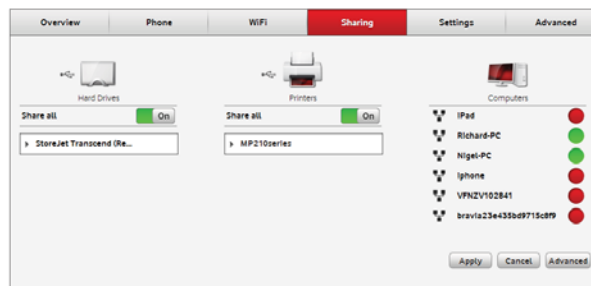 Overview Phone WiFi Sharing Settings Advanced
Hard Drives Printers Computers
Share all On Share all On
StoreJet Transcend (Re... MP210series
iPad
Richard-PC
Nigel-PC
Iphone
VFNZV102841
bravia23e435bd9715c8f9
Apply Cancel Advanced